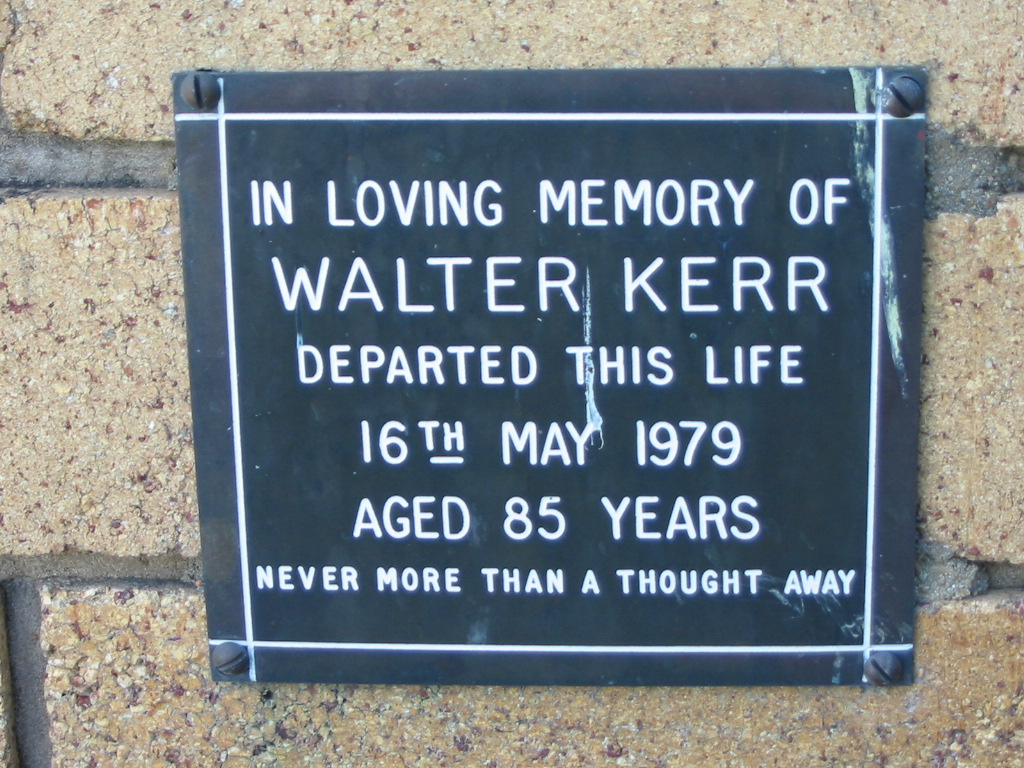 IN LOVING MEMORY OF
WALTER KERR
DEPARTED THIS LIFE
16TH MAY 1979
AGED 85 YEARS
NEVER MORE THAN A THOUGHT AWAY